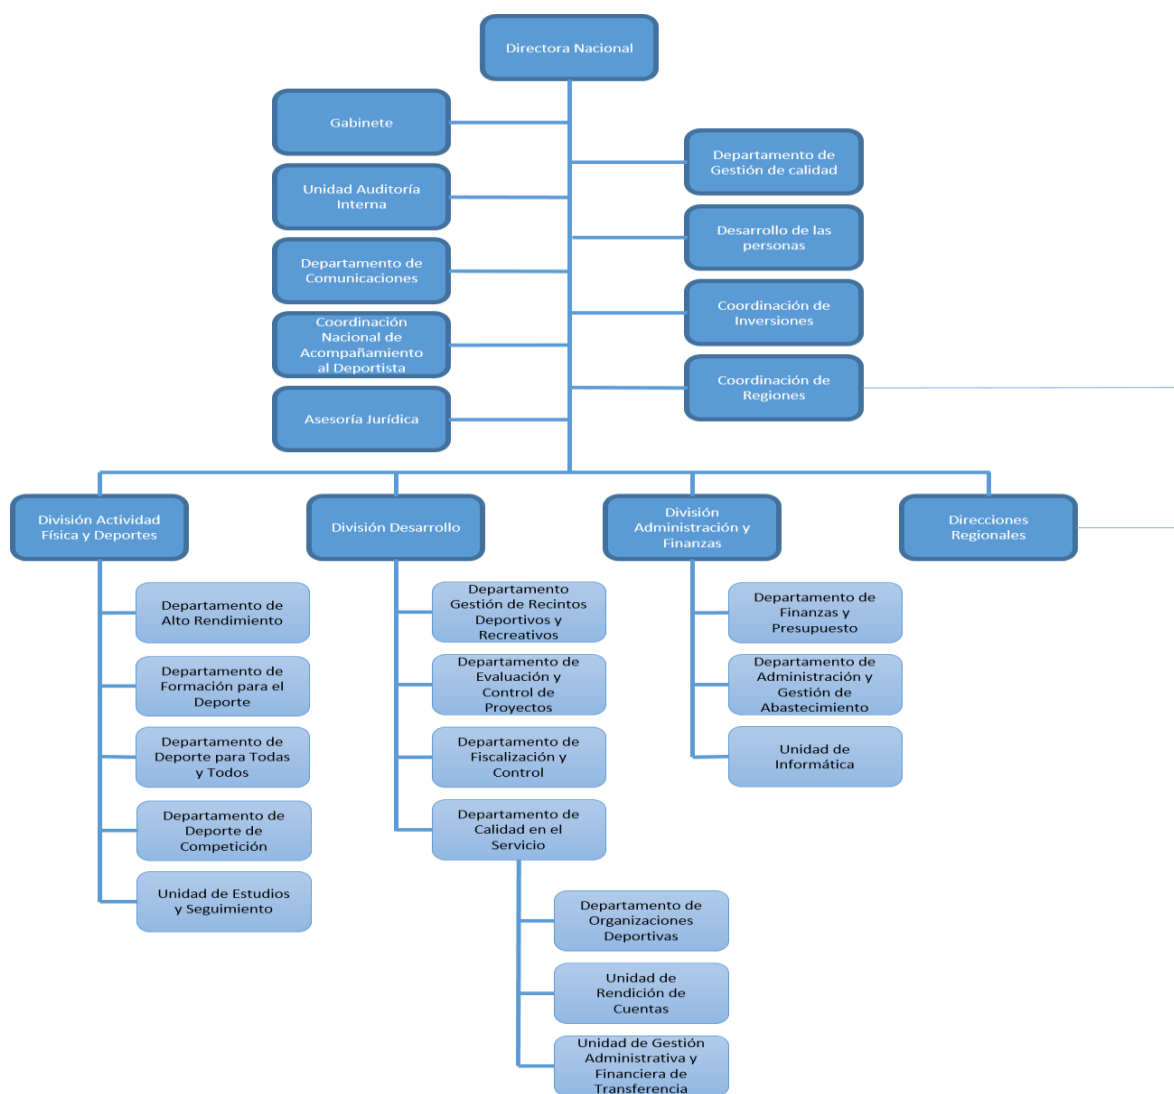 Directora Nacional
Gabinete
Unidad Auditoría
Interna
Departamento de
Comunicaciones
Coordinación
Nacional de
Acompañamiento
al Deportista
Asesoría Jurídica
Departamento de
Gestión de calidad
Desarrollo de las
personas
Coordinación de
Inversiones
Coordinación de
Regiones
División Actividad
Física y Deportes
División Desarrollo
División
Administración y
Finanzas
Direcciones
Regionales
Departamento de
Alto Rendimiento
Departamento de
Formación para el
Deporte
Departamento de
Deporte para Todas
y Todos
Departamento de
Deporte de
Competición
Unidad de Estudios
y Seguimiento
Departamento
Gestión de Recintos
Deportivos y
Recreativos
Departamento de
Evaluación y
Control de
Proyectos
Departamento de
Fiscalización y
Control
Departamento de
Calidad en el
Servicio
Departamento de
Organizaciones
Deportivas
Unidad de
Rendición de
Cuentas
Unidad de Gestión
Administrativa y
Financiera de
Transferencia
Departamento de
Finanzas y
Presupuesto
Departamento de
Administración y
Gestión de
Abastecimiento
Unidad de
Informática